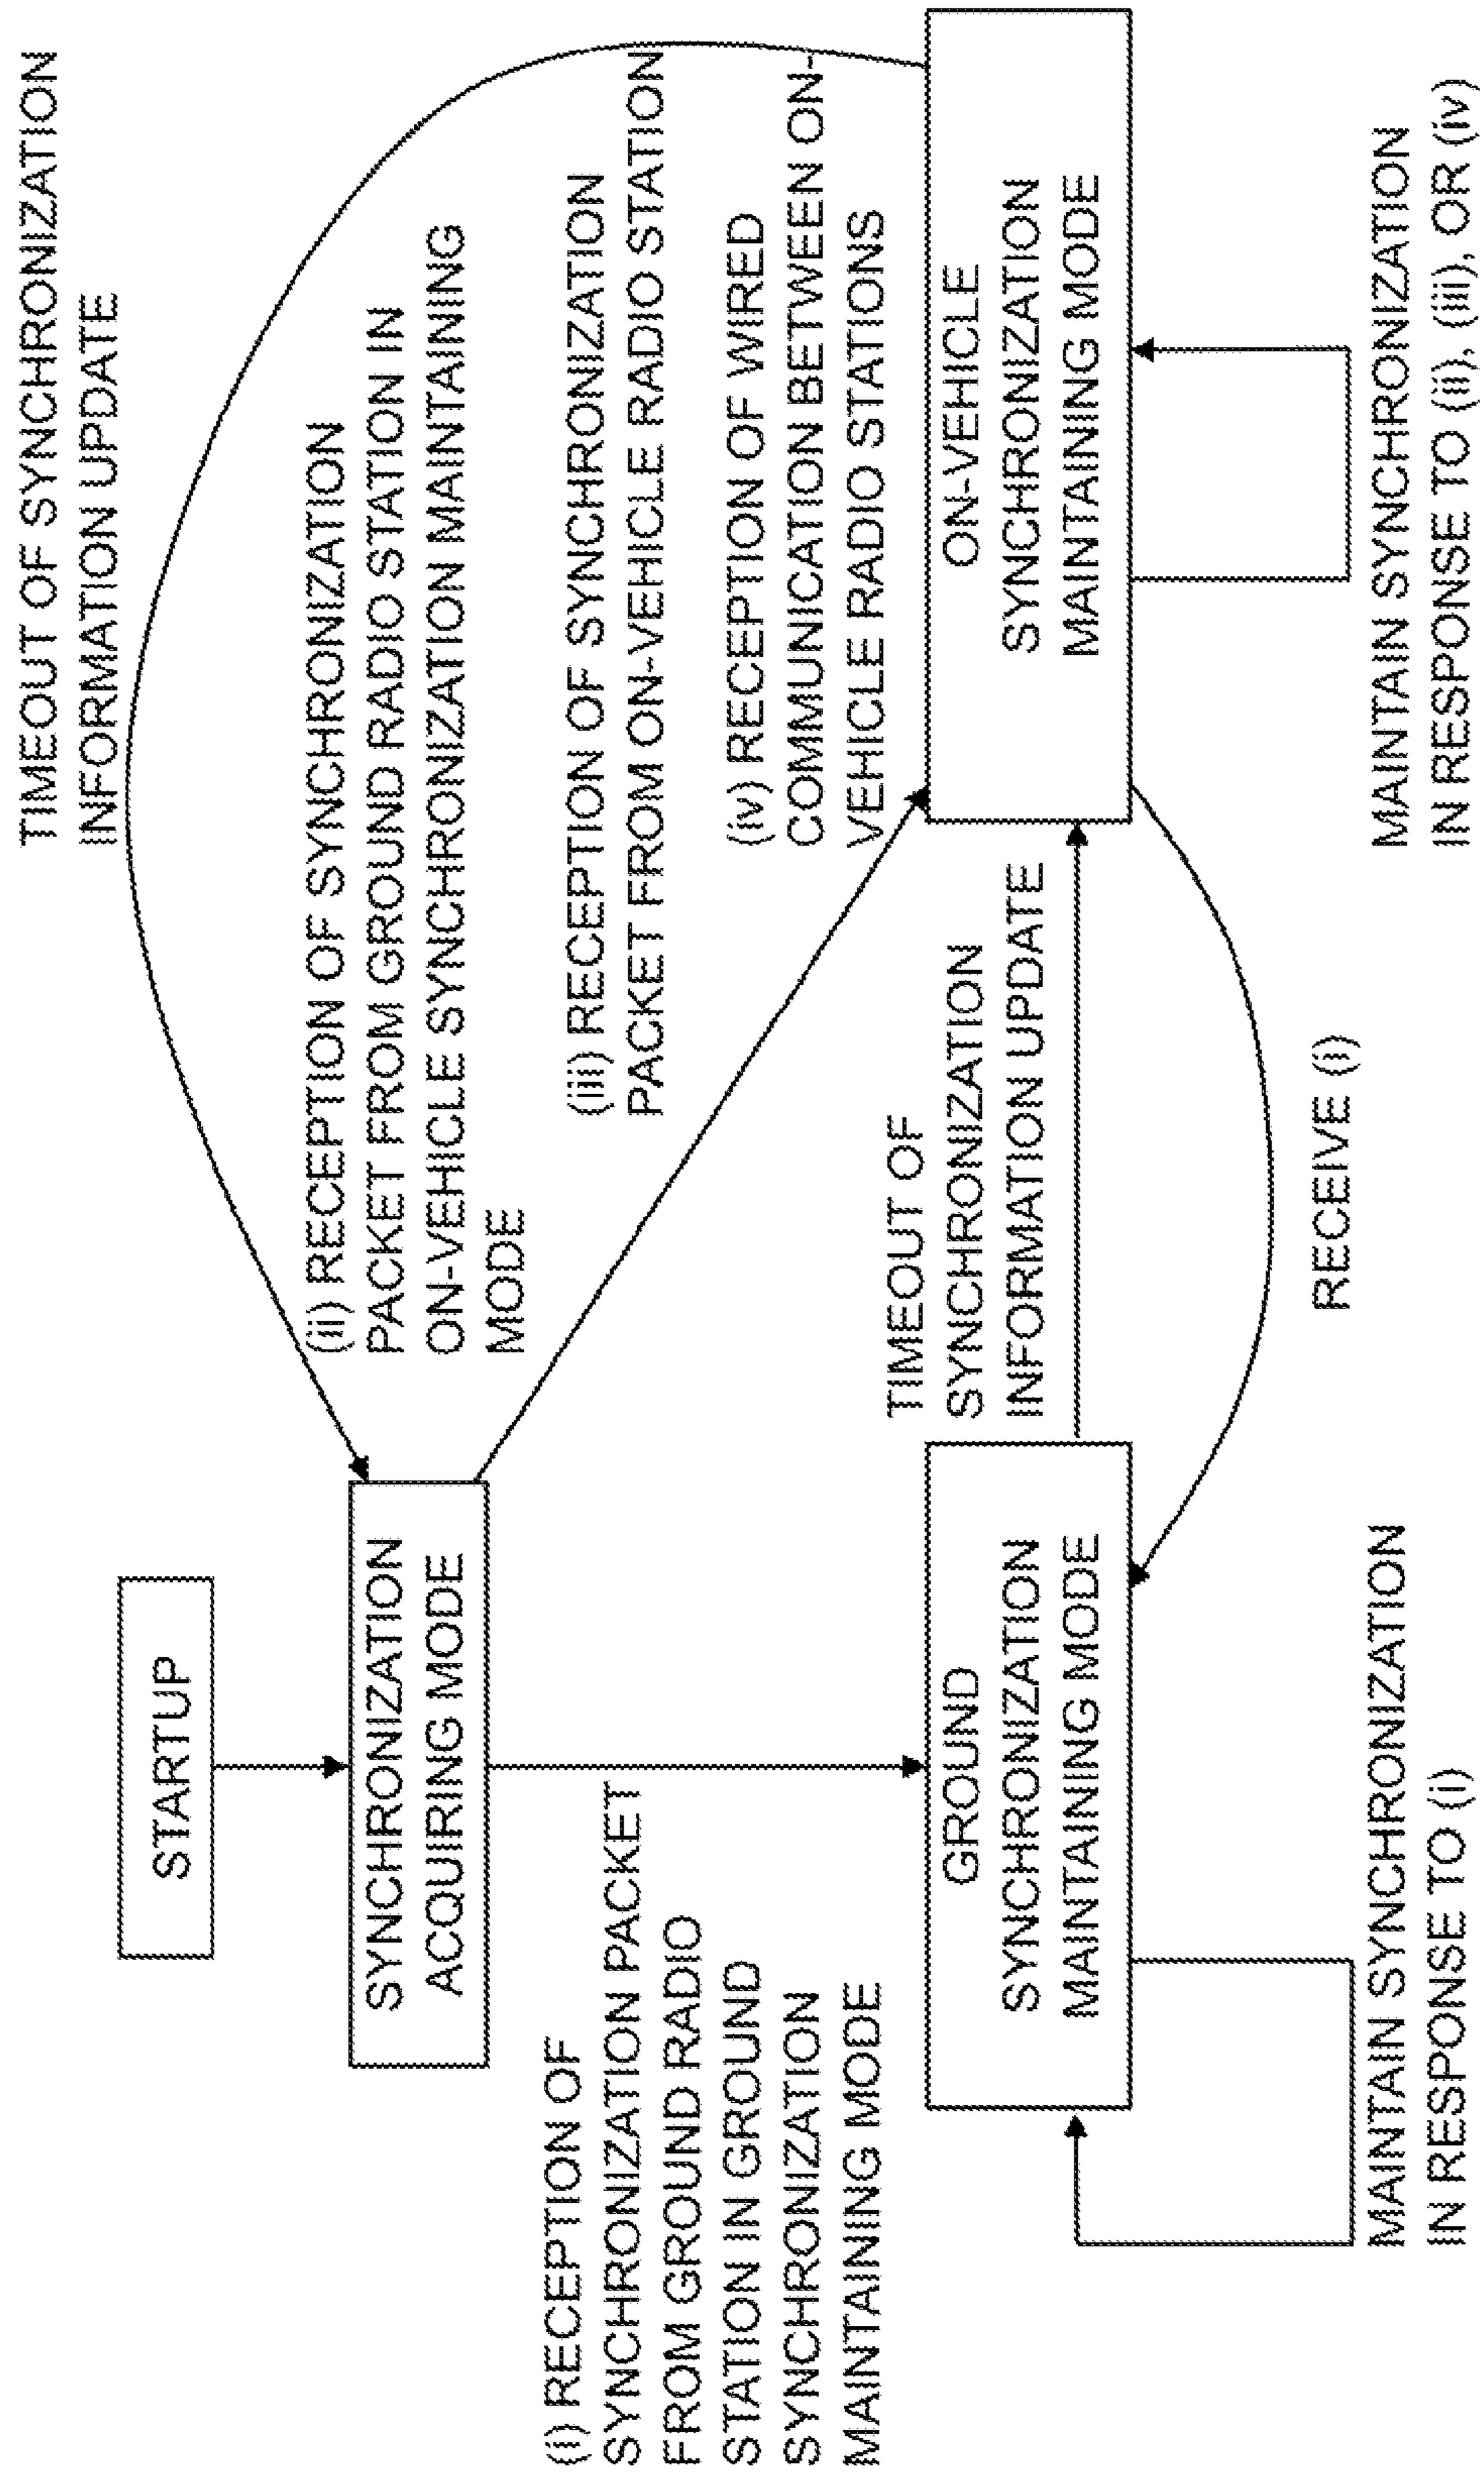 STARTUP
SYNCHRONIZATION
ACQUIRING MODE
TIMEOUT OF SYNCHRONIZATION
INFORMATION UPDATE
(i) RECEPTION OF
SYNCHRONIZATION PACKET
FROM GROUND RADIO
STATION IN GROUND
SYNCHRONIZATION
MAINTAINING MODE
(ii) RECEPTION OF SYNCHRONIZATION
PACKET FROM GROUND RADIO STATION IN
ON-VEHICLE SYNCHRONIZATION MAINTAINING
MODE
(iii) RECEPTION OF SYNCHRONIZATION
PACKET FROM ON-VEHICLE RADIO STATION
(iv) RECEPTION OF WIRED
COMMUNICATION BETWEEN ON-
VEHICLE RADIO STATIONS
GROUND
SYNCHRONIZATION
MAINTAINING MODE
TIMEOUT OF
SYNCHRONIZATION
INFORMATION UPDATE
ON-VEHICLE
SYNCHRONIZATION
MAINTAINING MODE
RECEIVE (i)
MAINTAIN SYNCHRONIZATION
IN RESPONSE TO (i)
MAINTAIN SYNCHRONIZATION
IN RESPONSE TO (ii), (iii), OR (iv)